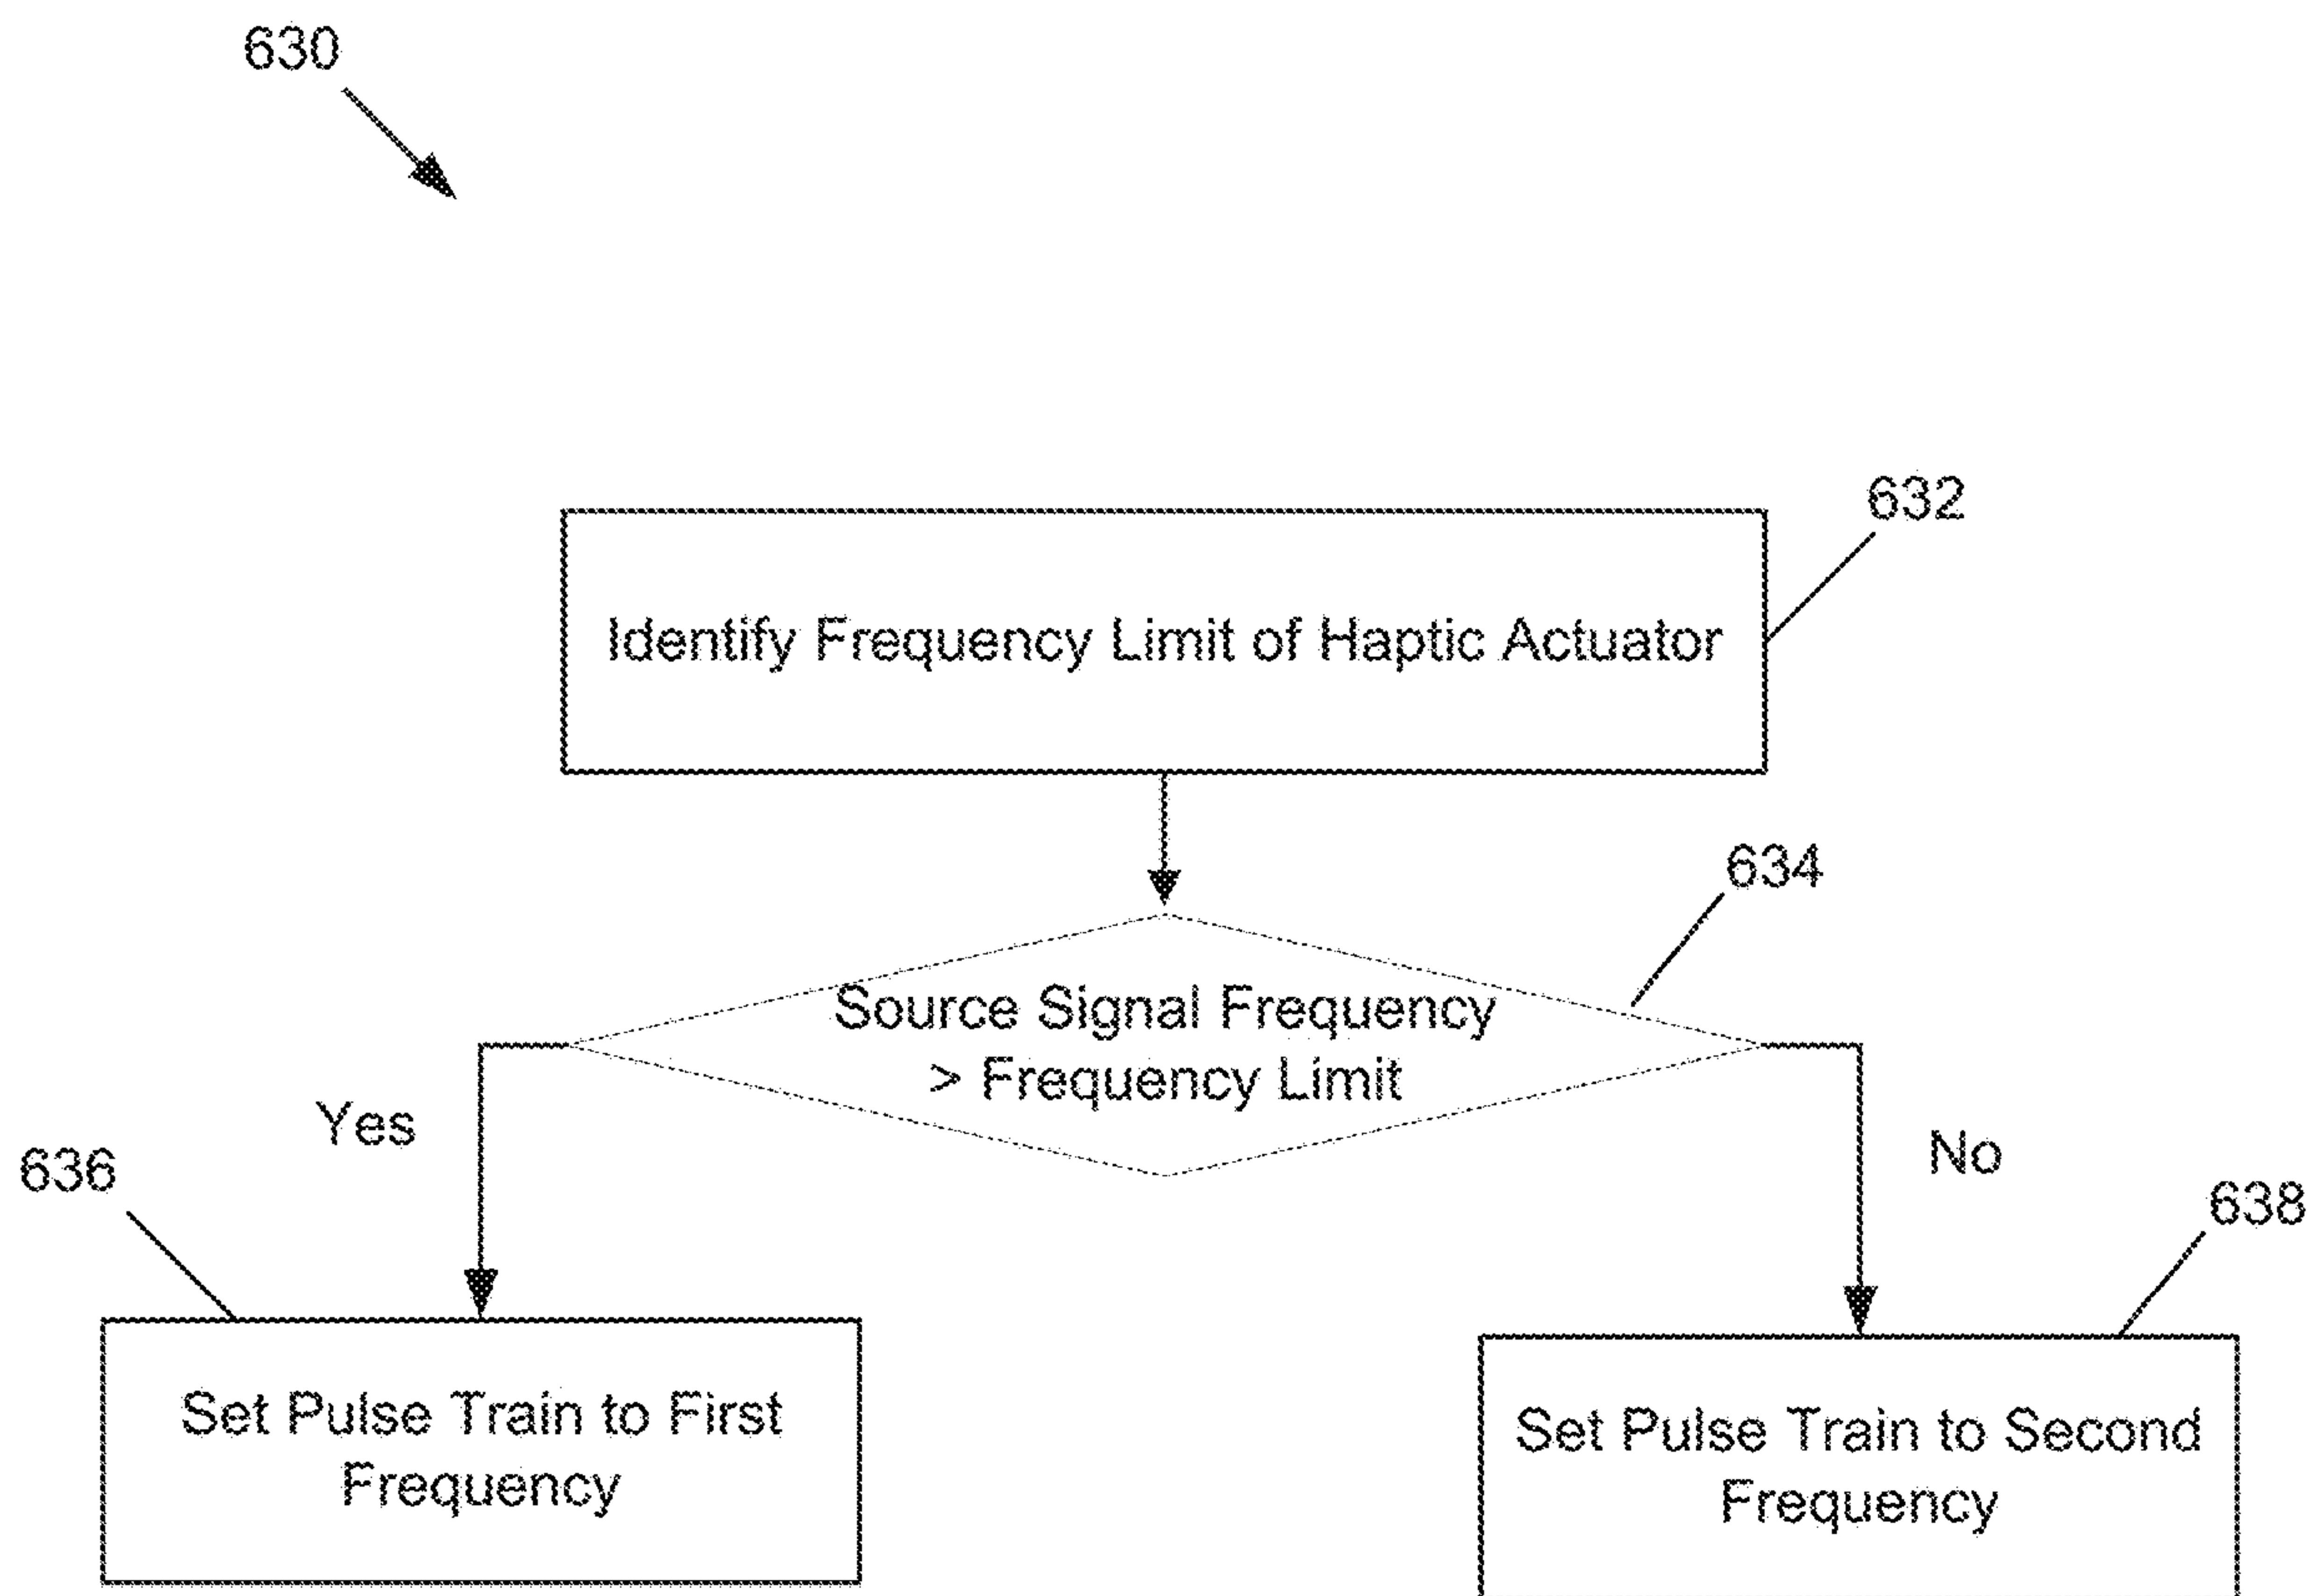 630
632
Identify Frequency Limit of Haptic Actuator
634
Source Signal Frequency
> Frequency Limit
Yes
No
636
638
Set Pulse Train to First
Frequency
Set Pulse Train to Second
Frequency